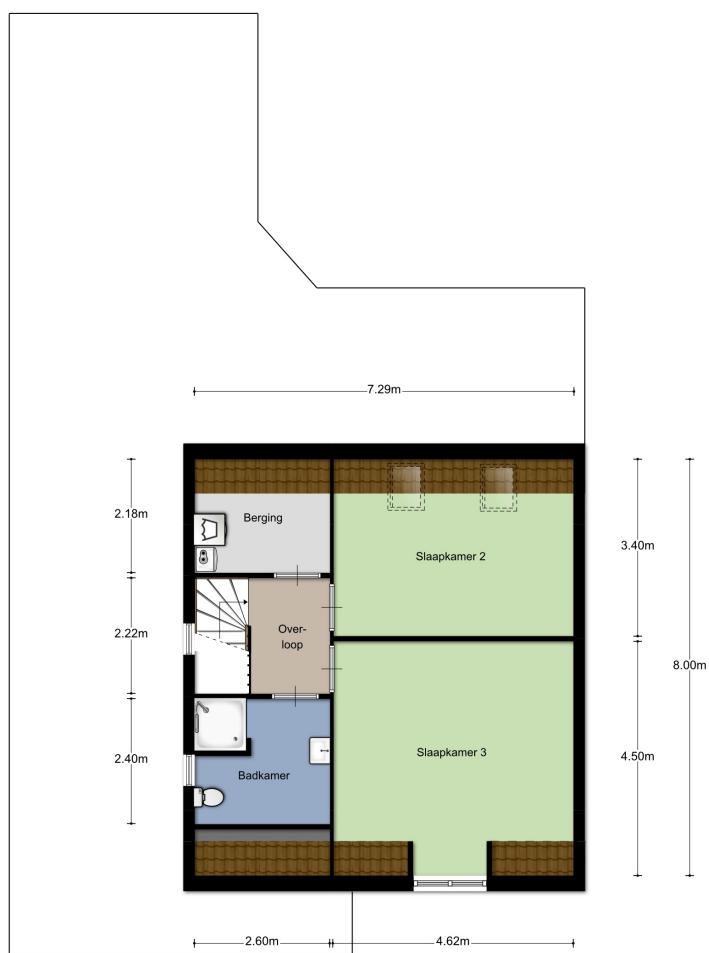 7.29m
2.18m
Berging
Slaapkamer 2
3.40m
2.22m
Over-
loop
8.00m
2.40m
Slaapkamer 3
4.50m
Badkamer
2.60m
4.62m